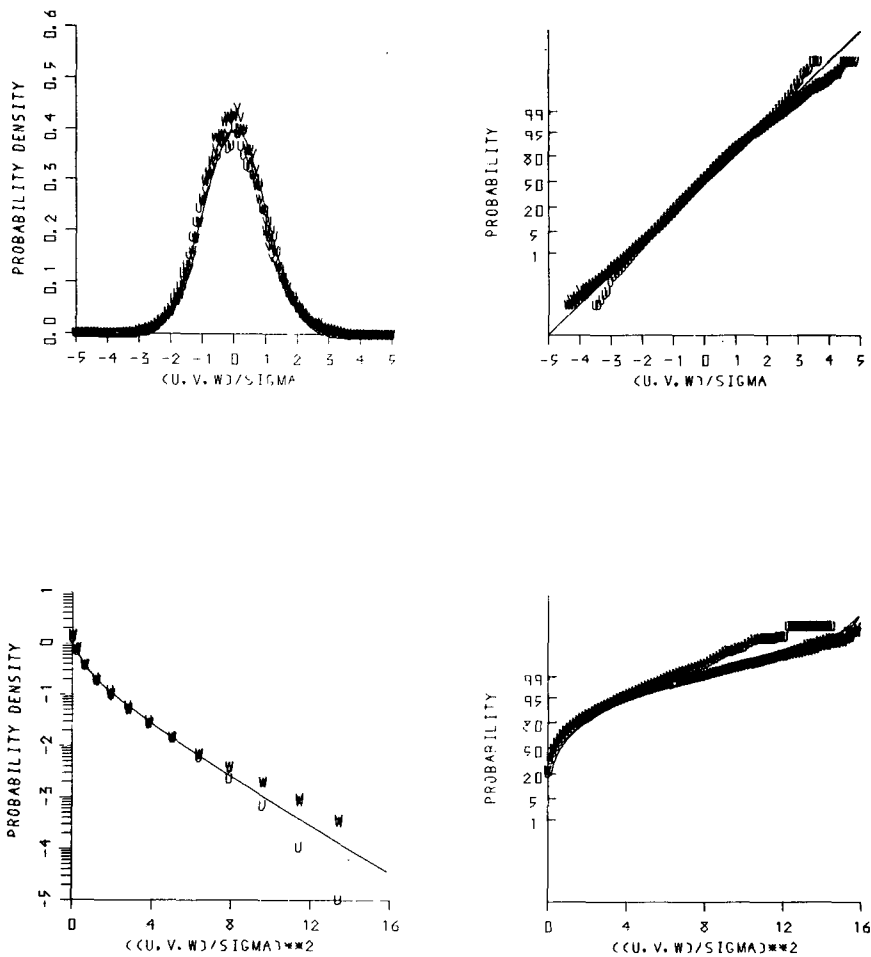 PROBABILITY DENSITY
0.6
0.5
0.4
0.3
0.2
0.1
0.0
-5 -4 -3 -2 -1 0 1 2 3 4 5
(U.V.W)/SIGMA
PROBABILITY
99
95
80
50
20
5
1
-5 -4 -3 -2 -1 0 1 2 3 4 5
(U.V.W)/SIGMA
PROBABILITY DENSITY
1
0
-1
-2
-3
-4
-5
0 4 8 12 16
((U.V.W)/SIGMA)**2
PROBABILITY
99
95
80
50
20
5
1
0 4 8 12 16
((U.V.W)/SIGMA)**2